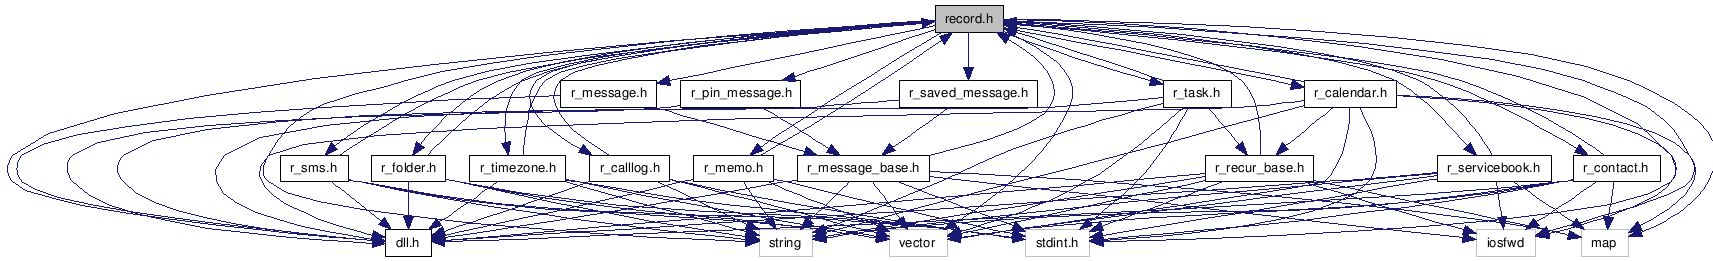 record.h
r_message.h
r_pin_message.h
r_saved_message.h
r_task.h
r_calendar.h
r_sms.h
r_folder.h
r_timezone.h
r_calllog.h
r_memo.h
r_message_base.h
r_recur_base.h
r_servicebook.h
r_contact.h
dll.h
string
vector
stdint.h
iosfwd
map